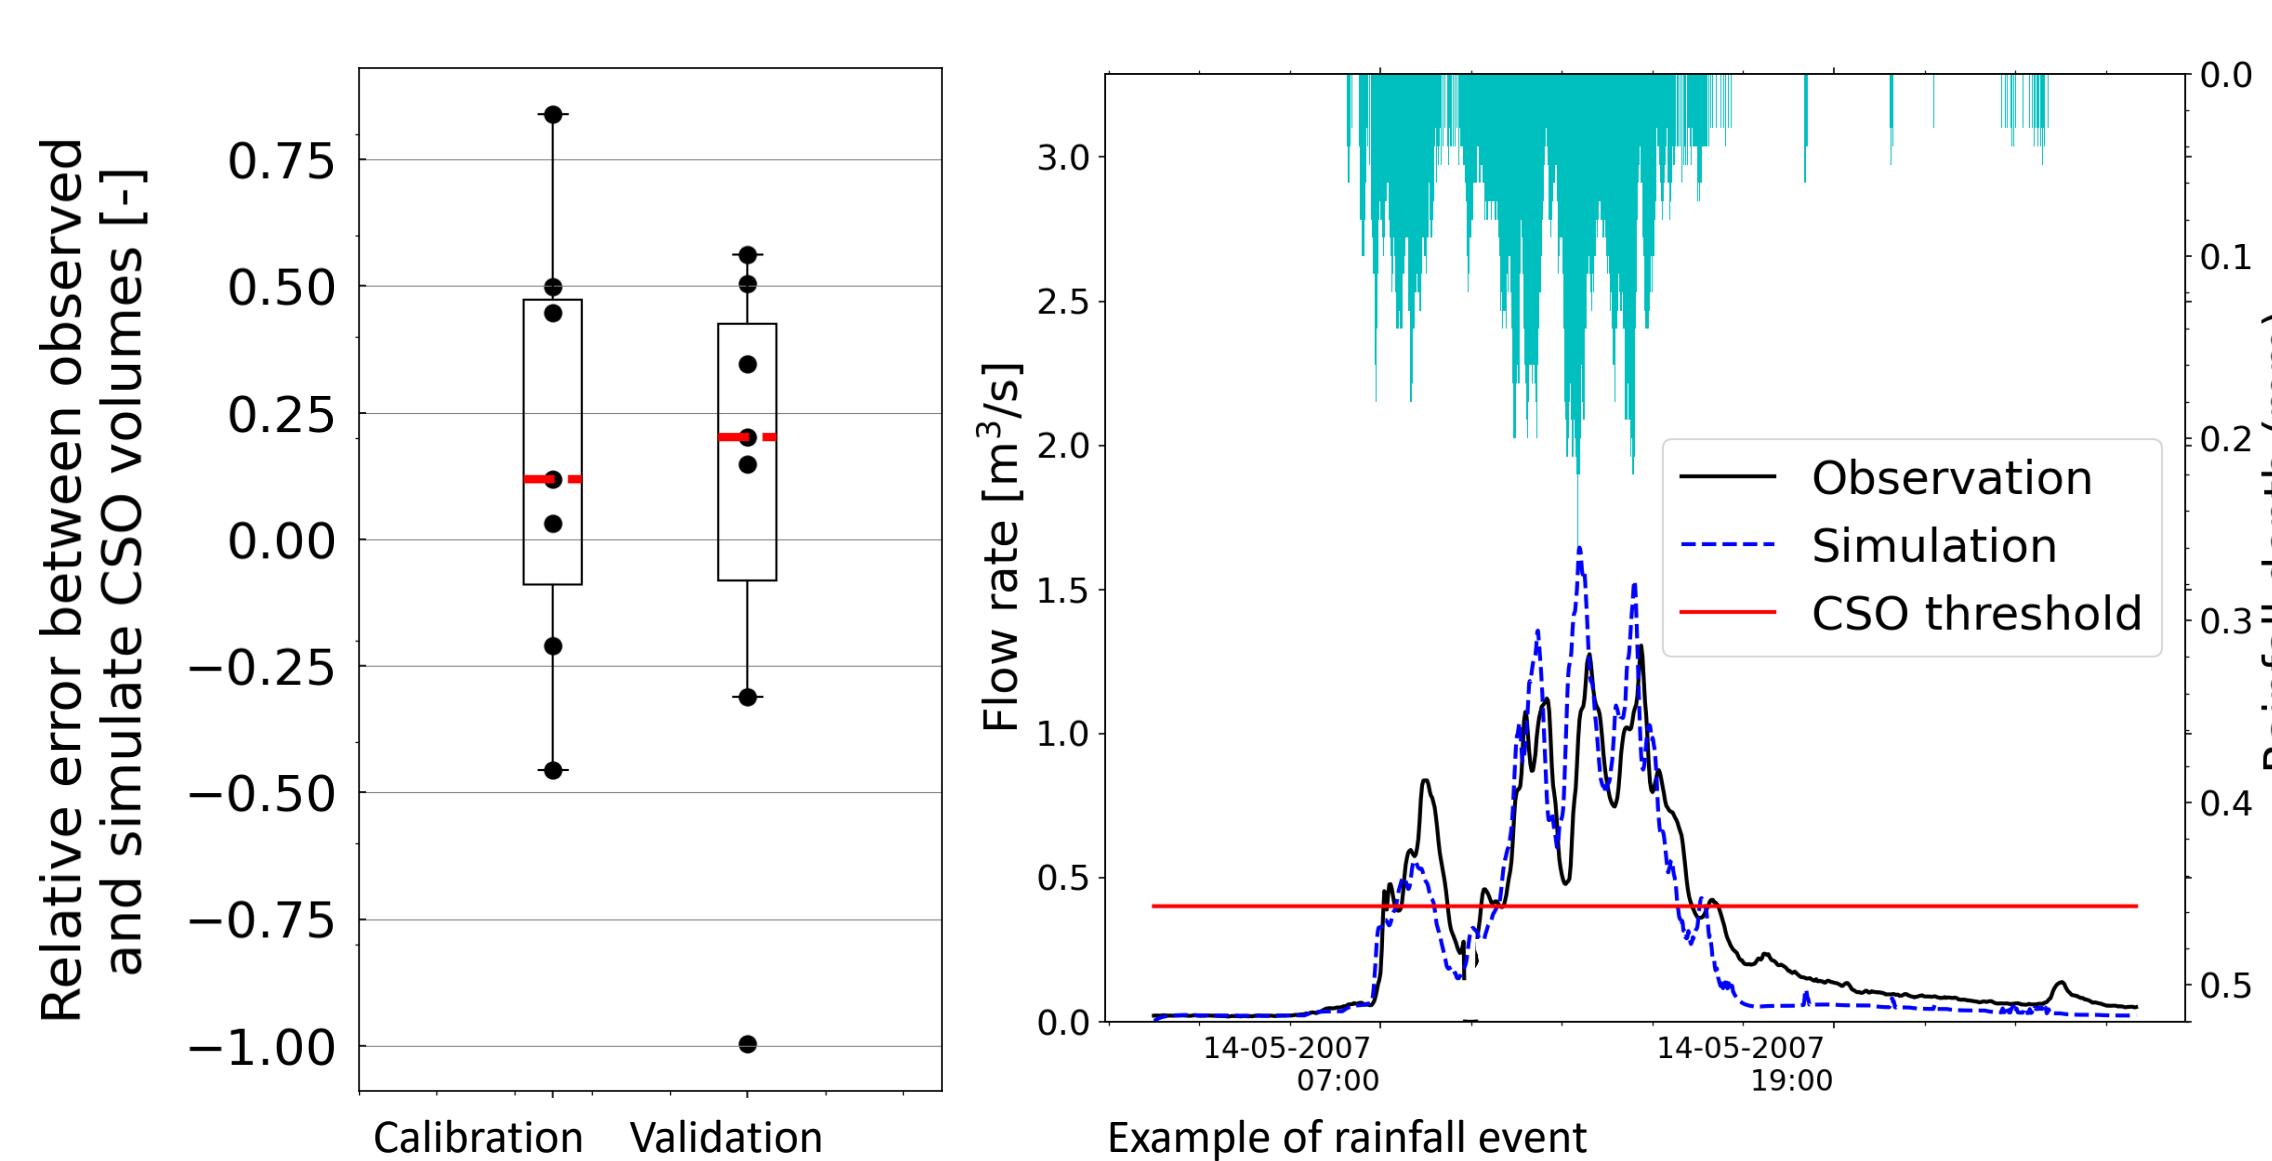 Relative error between observed
and simulate CSO volumes [-]
0.75
0.50
0.25
0.00
−0.25
−0.50
−0.75
−1.00
Calibration
Validation
Flow rate [m³/s]
3.0
2.5
2.0
1.5
1.0
0.5
0.0
0.0
0.1
0.2
0.3
0.4
0.5
Observation
Simulation
CSO threshold
14-05-2007
07:00
14-05-2007
19:00
Example of rainfall event